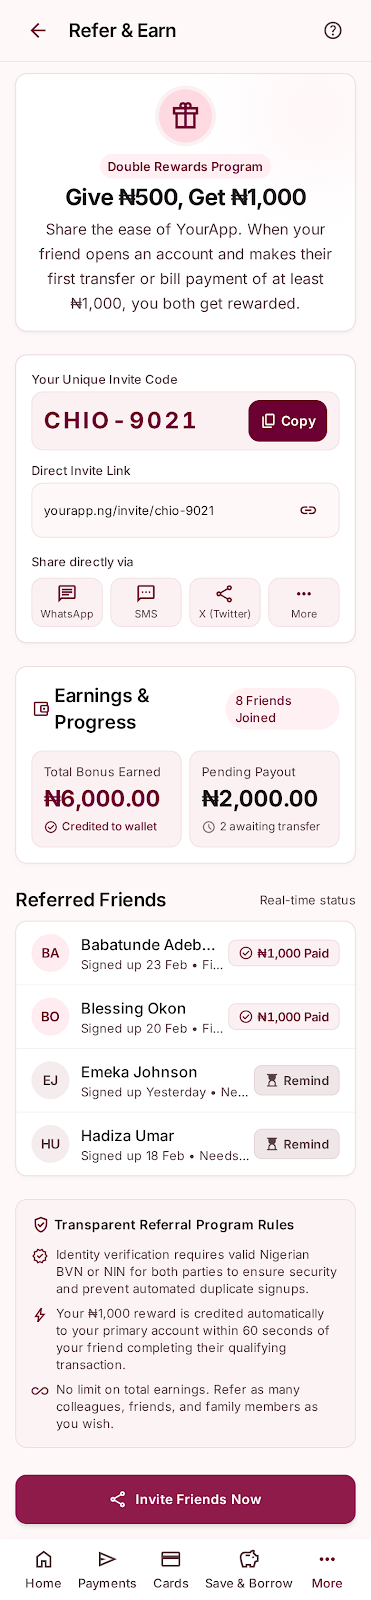 Refer & Earn
Double Rewards Program
Give ₦500, Get ₦1,000
Share the ease of YourApp. When your
friend opens an account and makes their
first transfer or bill payment of at least
₦1,000, you both get rewarded.
Your Unique Invite Code
CHIO-9021
Copy
Direct Invite Link
yourapp.ng/invite/chio-9021
Share directly via
WhatsApp
SMS
X (Twitter)
More
Earnings &
Progress
8 Friends
Joined
Total Bonus Earned
₦6,000.00
Credited to wallet
Pending Payout
₦2,000.00
2 awaiting transfer
Referred Friends
Real-time status
BA
Babatunde Adeb...
Signed up 23 Feb • Fi...
₦1,000 Paid
BO
Blessing Okon
Signed up 20 Feb • Fi...
₦1,000 Paid
EJ
Emeka Johnson
Signed up Yesterday • Ne...
Remind
HU
Hadiza Umar
Signed up 18 Feb • Needs...
Remind
Transparent Referral Program Rules
Identity verification requires valid Nigerian
BVN or NIN for both parties to ensure security
and prevent automated duplicate signups.
Your ₦1,000 reward is credited automatically
to your primary account within 60 seconds of
your friend completing their qualifying
transaction.
No limit on total earnings. Refer as many
colleagues, friends, and family members as
you wish.
Invite Friends Now
Home
Payments
Cards
Save & Borrow
More